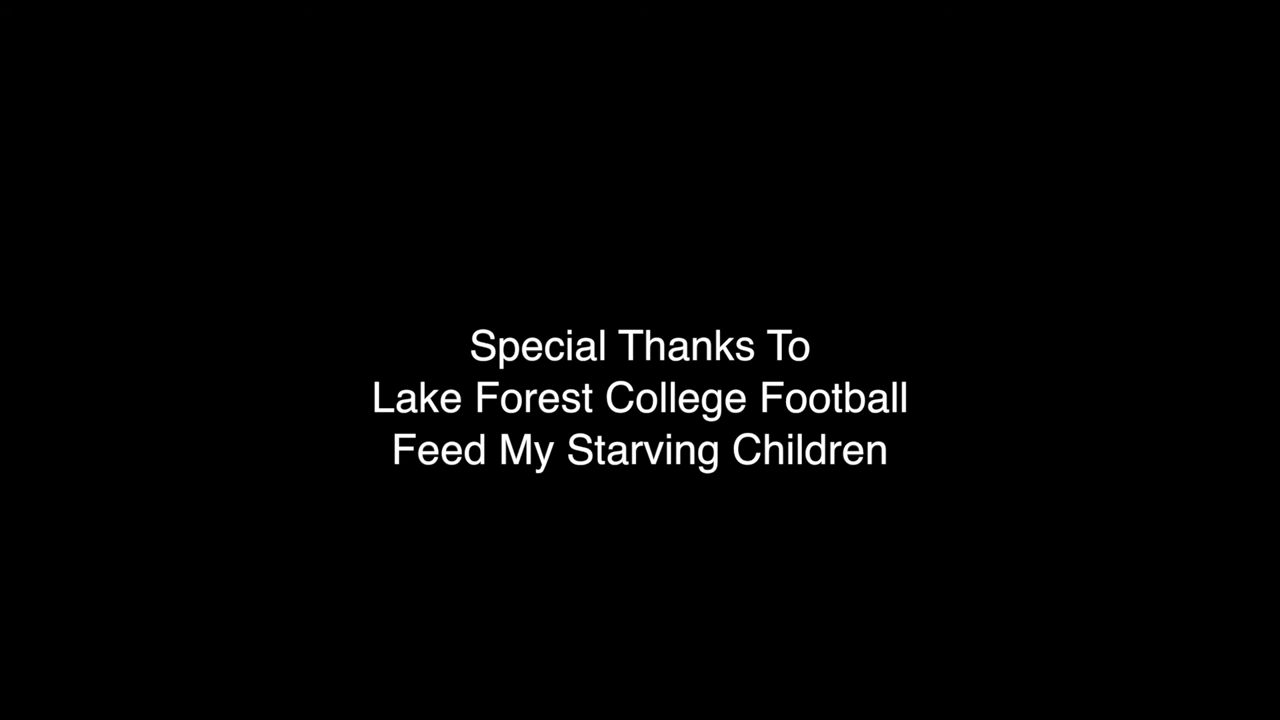 Special Thanks To
Lake Forest College Football
Feed My Starving Children